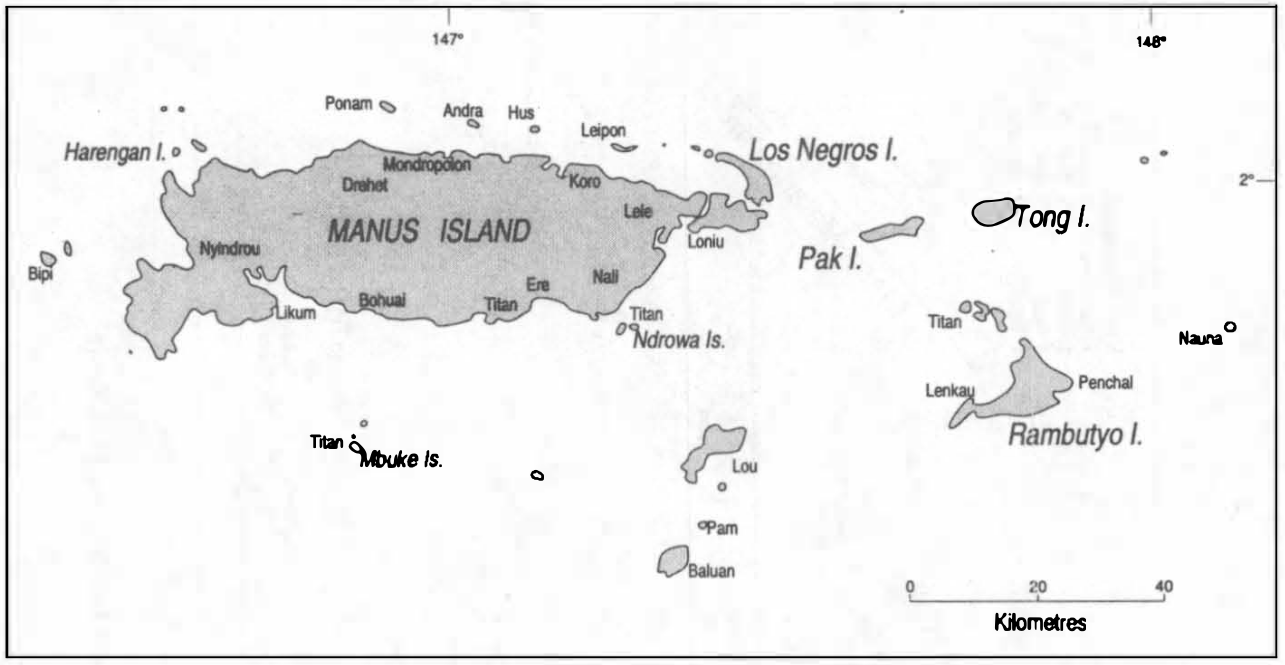 147°
148°
Ponam
Andra
Hus
Leipon
Harengan I.
Los Negros I.
Mondropolon
Drehet
Koro
2°
Lele
Tong I.
MANUS ISLAND
Loniu
Nyindrou
Pak I.
Bipi
Ere
Nali
Bohuai
Titan
Likum
Titan
Titan
Ndrowa Is.
Nauna
Lenkau
Penchal
Rambutyo I.
Titan
Mbuke Is.
Lou
Pam
Baluan
0 20 40
Kilometres